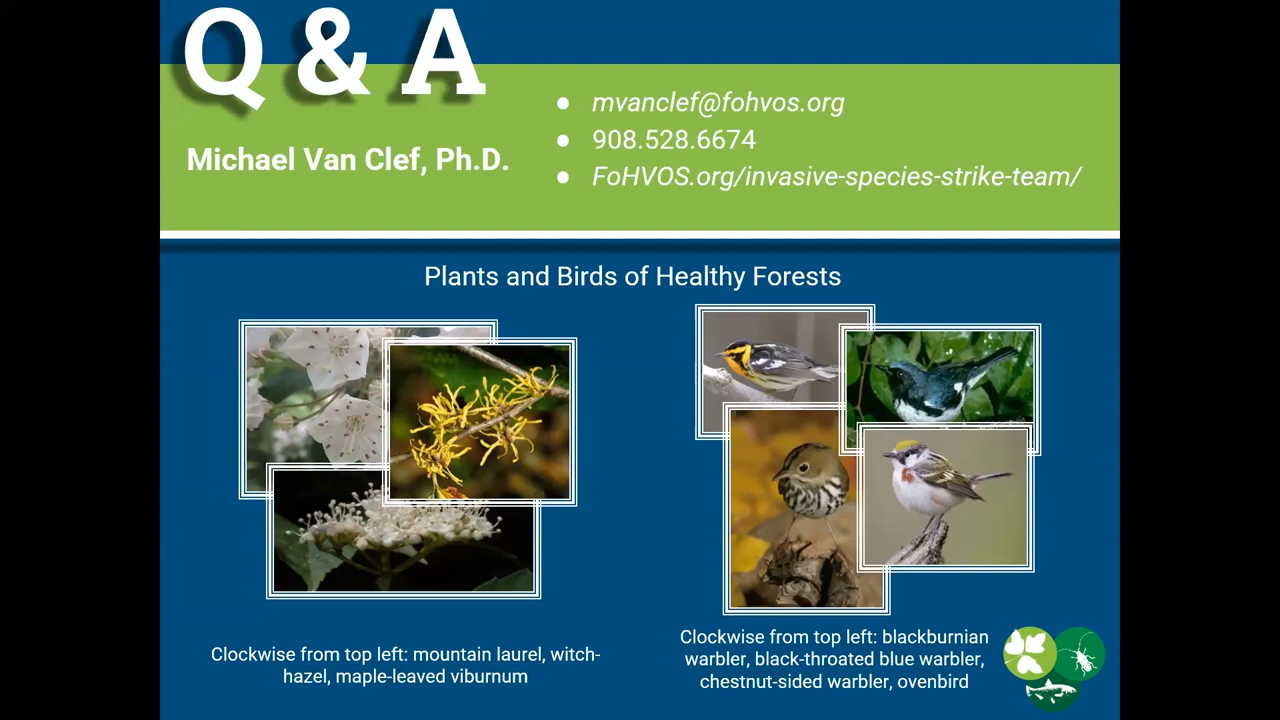 Q & A
Michael Van Clef, Ph.D.
● mvanclef@fohvos.org
● 908.528.6674
● FoHVOS.org/invasive-species-strike-team/
Plants and Birds of Healthy Forests
Clockwise from top left: mountain laurel, witch-
hazel, maple-leaved viburnum
Clockwise from top left: blackburnian
warbler, black-throated blue warbler,
chestnut-sided warbler, ovenbird